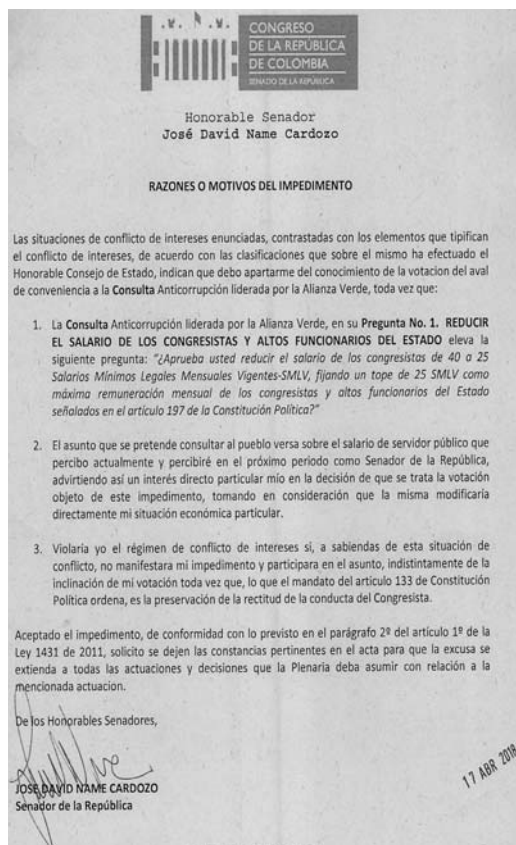 CONGRESO
DE LA REPÚBLICA
DE COLOMBIA
SENADO DE LA REPÚBLICA
Honorable Senador
José David Name Cardozo
RAZONES O MOTIVOS DEL IMPEDIMENTO
Las situaciones de conflicto de intereses enunciadas, contrastadas con los elementos que tipifican
el conflicto de intereses, de acuerdo con las clasificaciones que sobre el mismo ha efectuado el
Honorable Consejo de Estado, indican que debo apartarme del conocimiento de la votacion del aval
de conveniencia a la Consulta Anticorrupción liderada por la Alianza Verde, toda vez que:
1. La Consulta Anticorrupción liderada por la Alianza Verde, en su Pregunta No. 1. REDUCIR
EL SALARIO DE LOS CONGRESISTAS Y ALTOS FUNCIONARIOS DEL ESTADO eleva la
siguiente pregunta: "¿Aprueba usted reducir el salario de los congresistas de 40 a 25
Salarios Mínimos Legales Mensuales Vigentes-SMLV, fijando un tope de 25 SMLV como
máxima remuneración mensual de los congresistas y altos funcionarios del Estado
señalados en el artículo 197 de la Constitución Política?"
2. El asunto que se pretende consultar al pueblo versa sobre el salario de servidor público que
percibo actualmente y percibiré en el próximo periodo como Senador de la República,
advirtiendo así un interés directo particular mío en la decisión de que se trata la votación
objeto de este impedimento, tomando en consideración que la misma modificaría
directamente mi situación económica particular.
3. Violaría yo el régimen de conflicto de intereses si, a sabiendas de esta situación de
conflicto, no manifestara mi impedimento y participara en el asunto, indistintamente de la
inclinación de mi votación toda vez que, lo que el mandato del articulo 133 de Constitución
Política ordena, es la preservación de la rectitud de la conducta del Congresista.
Aceptado el impedimento, de conformidad con lo previsto en el parágrafo 2º del artículo 1º de la
Ley 1431 de 2011, solicito se dejen las constancias pertinentes en el acta para que la excusa se
extienda a todas las actuaciones y decisiones que la Plenaria deba asumir con relación a la
mencionada actuacion.
De los Honorables Senadores,
JOSE DAVID NAME CARDOZO
Senador de la República
17 ABR 2018